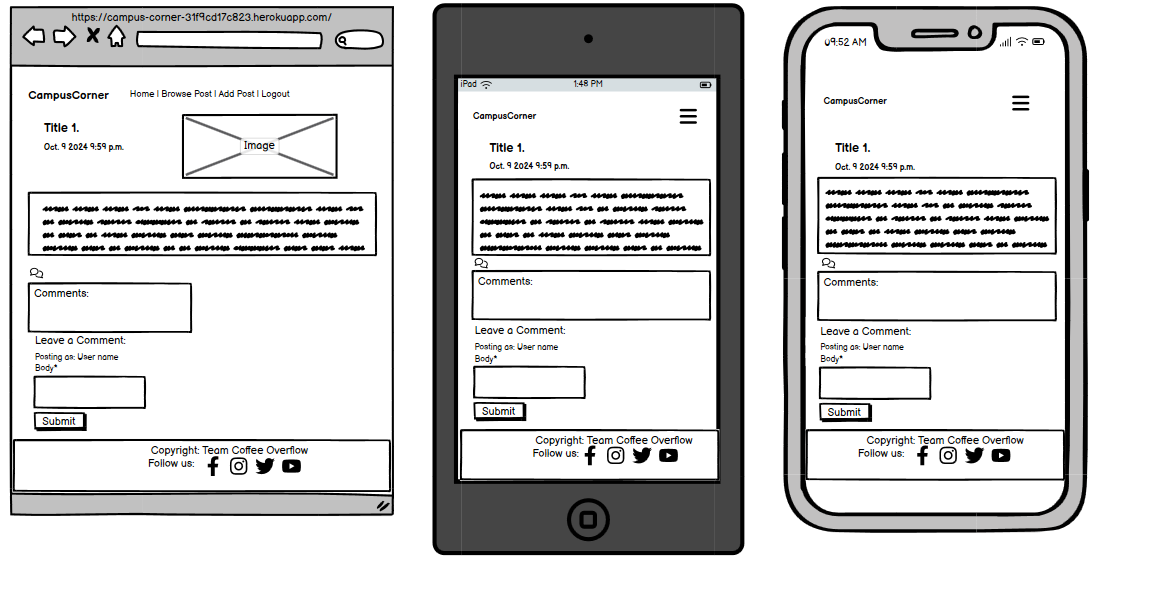 https://campus-corner-31f9cd17c823.herokuapp.com/
CampusCorner
Home | Browse Post | Add Post | Logout
Title 1.
Oct. 9 2024 9:59 p.m.
Image
Comments:
Leave a Comment:
Posting as: User name
Body*
Submit
Copyright: Team Coffee Overflow
Follow us:
iPad
1:48 PM
CampusCorner
Title 1.
Oct. 9 2024 9:59 p.m.
Comments:
Leave a Comment:
Posting as: User name
Body*
Submit
Copyright: Team Coffee Overflow
Follow us:
09:52 AM
CampusCorner
Title 1.
Oct. 9 2024 9:59 p.m.
Comments:
Leave a Comment:
Posting as: User name
Body*
Submit
Copyright: Team Coffee Overflow
Follow us: